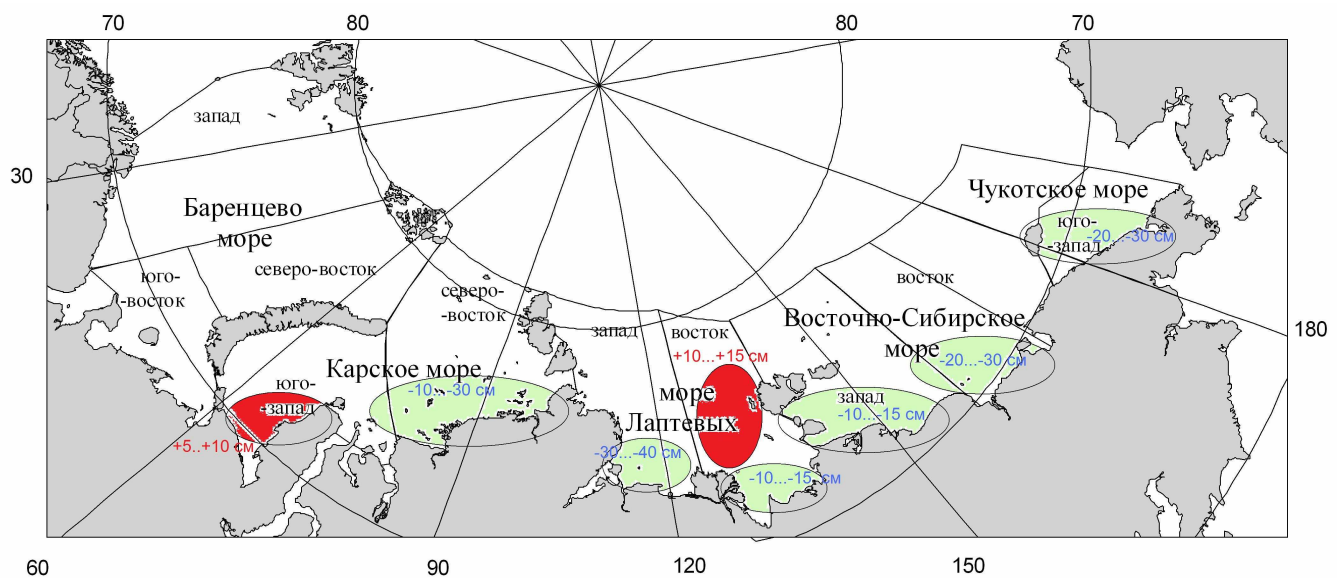 70
80
80
70
запад
30
Чукотское море
Баренцево
море
юго-
-запад
-20...-30 см
юго-
-восток
северо-восток
северо-
-восток
восток
запад
восток
Восточно-Сибирское
море
180
+10...+15 см
-20...-30 см
Карское море
-10...-30 см
юго-
-запад
море
Лаптевых
запад
-10...-15 см
+5..+10 см
-30...-40 см
-10...-15 см
60
90
120
150